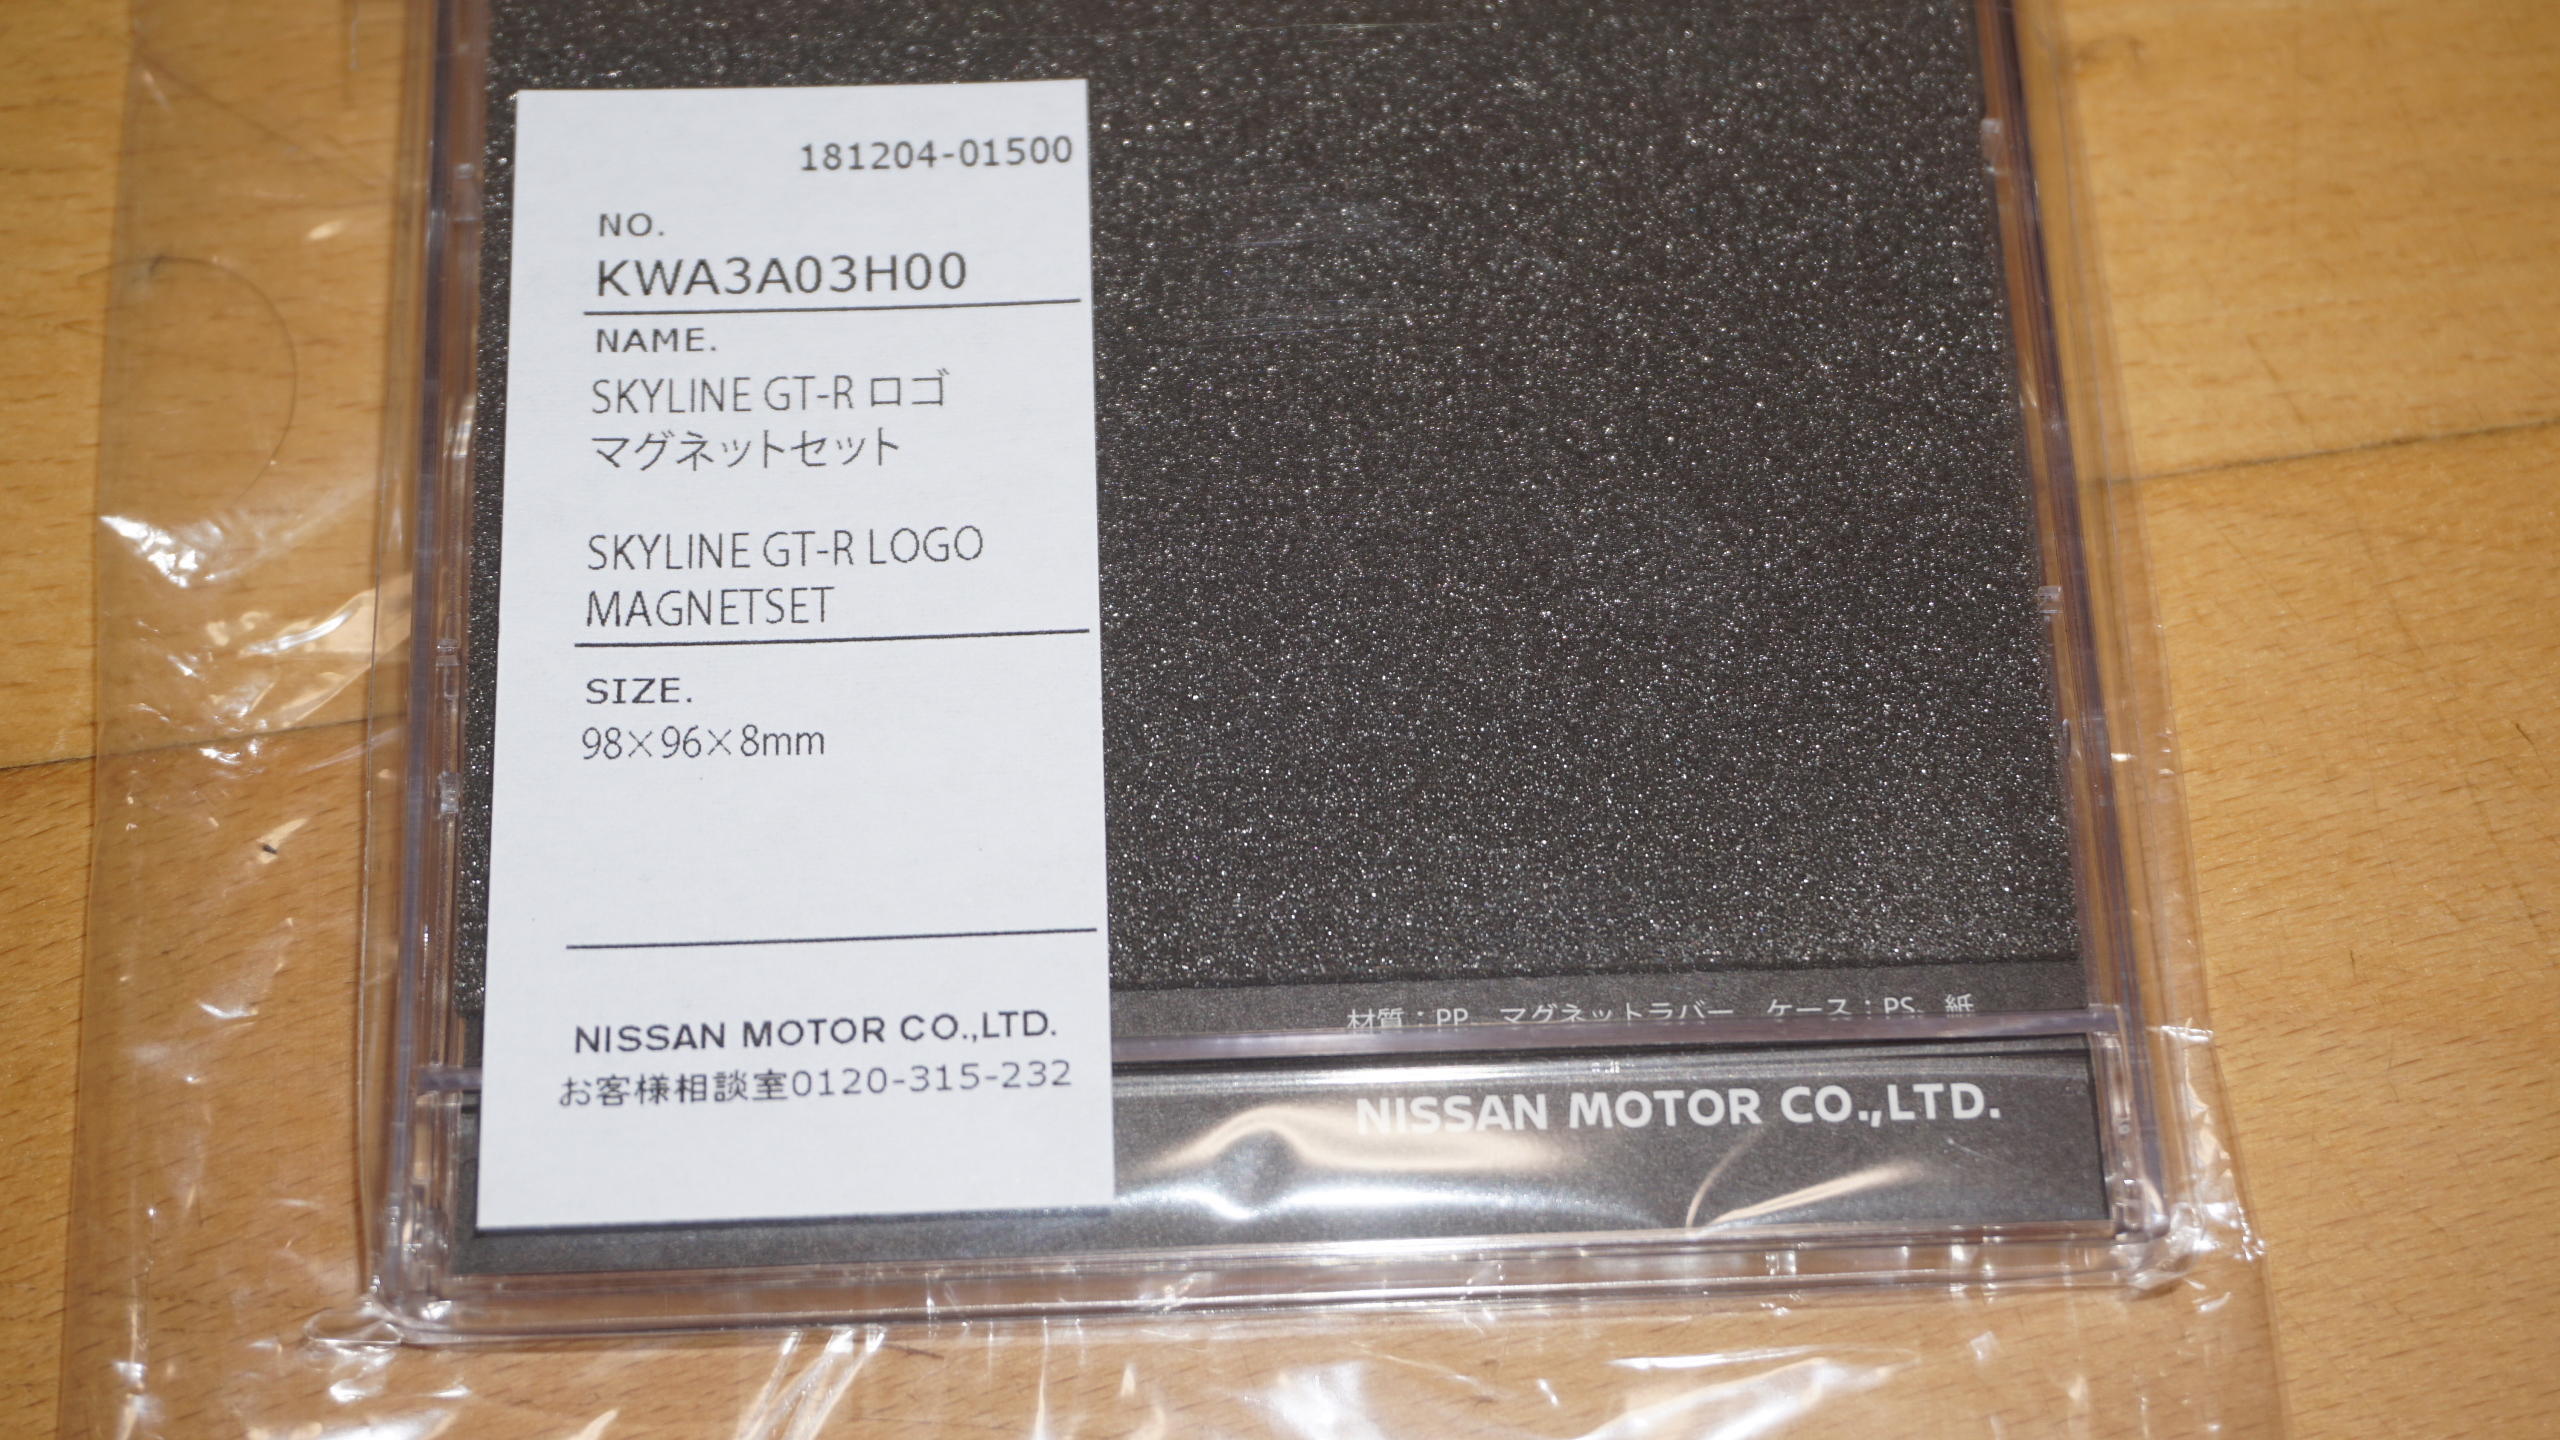 181204-01500
NO.
KWA3A03H00
NAME.
SKYLINE GT-R ロゴ
マグネットセット
SKYLINE GT-R LOGO
MAGNETSET
SIZE.
98×96×8mm
NISSAN MOTOR CO.,LTD.
お客様相談室0120-315-232
材質：PP、マグネットラバー　ケース：PS、紙
NISSAN MOTOR CO.,LTD.